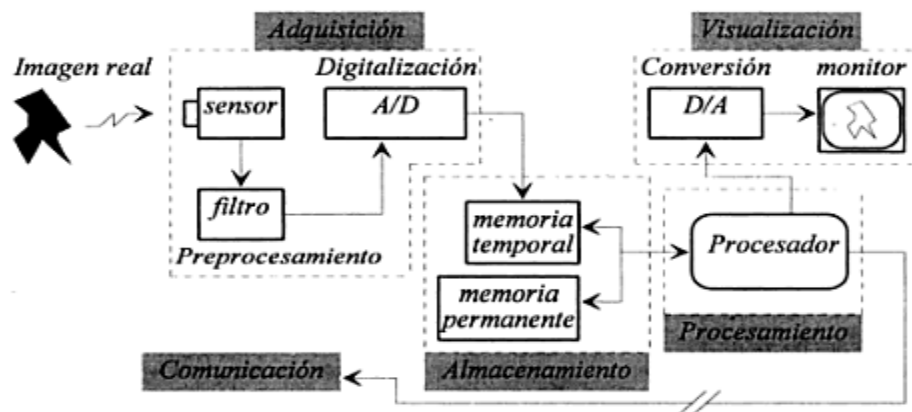 Adquisición
Visualización
Imagen real
Digitalización
Conversión
monitor
sensor
A/D
D/A
filtro
Preprocesamiento
memoria
temporal
Procesador
memoria
permanente
Procesamiento
Comunicación
Almacenamiento